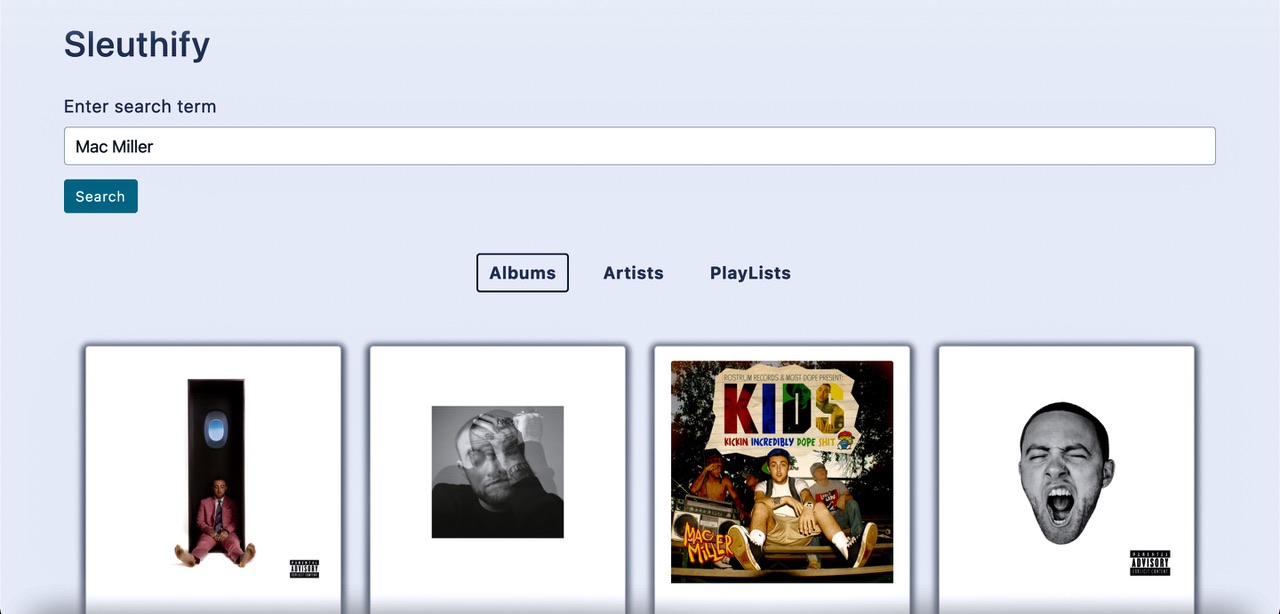 Sleuthify
Enter search term
Mac Miller
Search
Albums Artists PlayLists
ROSTRUM RECORDS & MOST DOPE PRESENT:
KIDS
KICKIN INCREDIBLY DOPE SHIT
MAC
MILLER
PARENTAL
ADVISORY
EXPLICIT CONTENT
PARENTAL
ADVISORY
EXPLICIT CONTENT